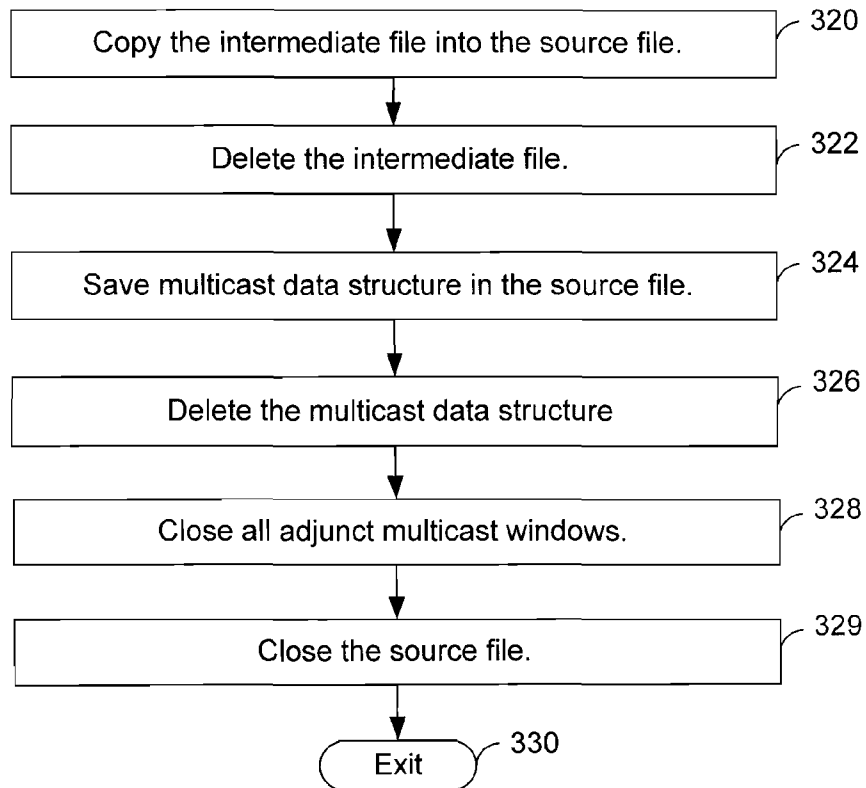 Copy the intermediate file into the source file.
320
Delete the intermediate file.
322
Save multicast data structure in the source file.
324
Delete the multicast data structure
326
Close all adjunct multicast windows.
328
Close the source file.
329
Exit
330